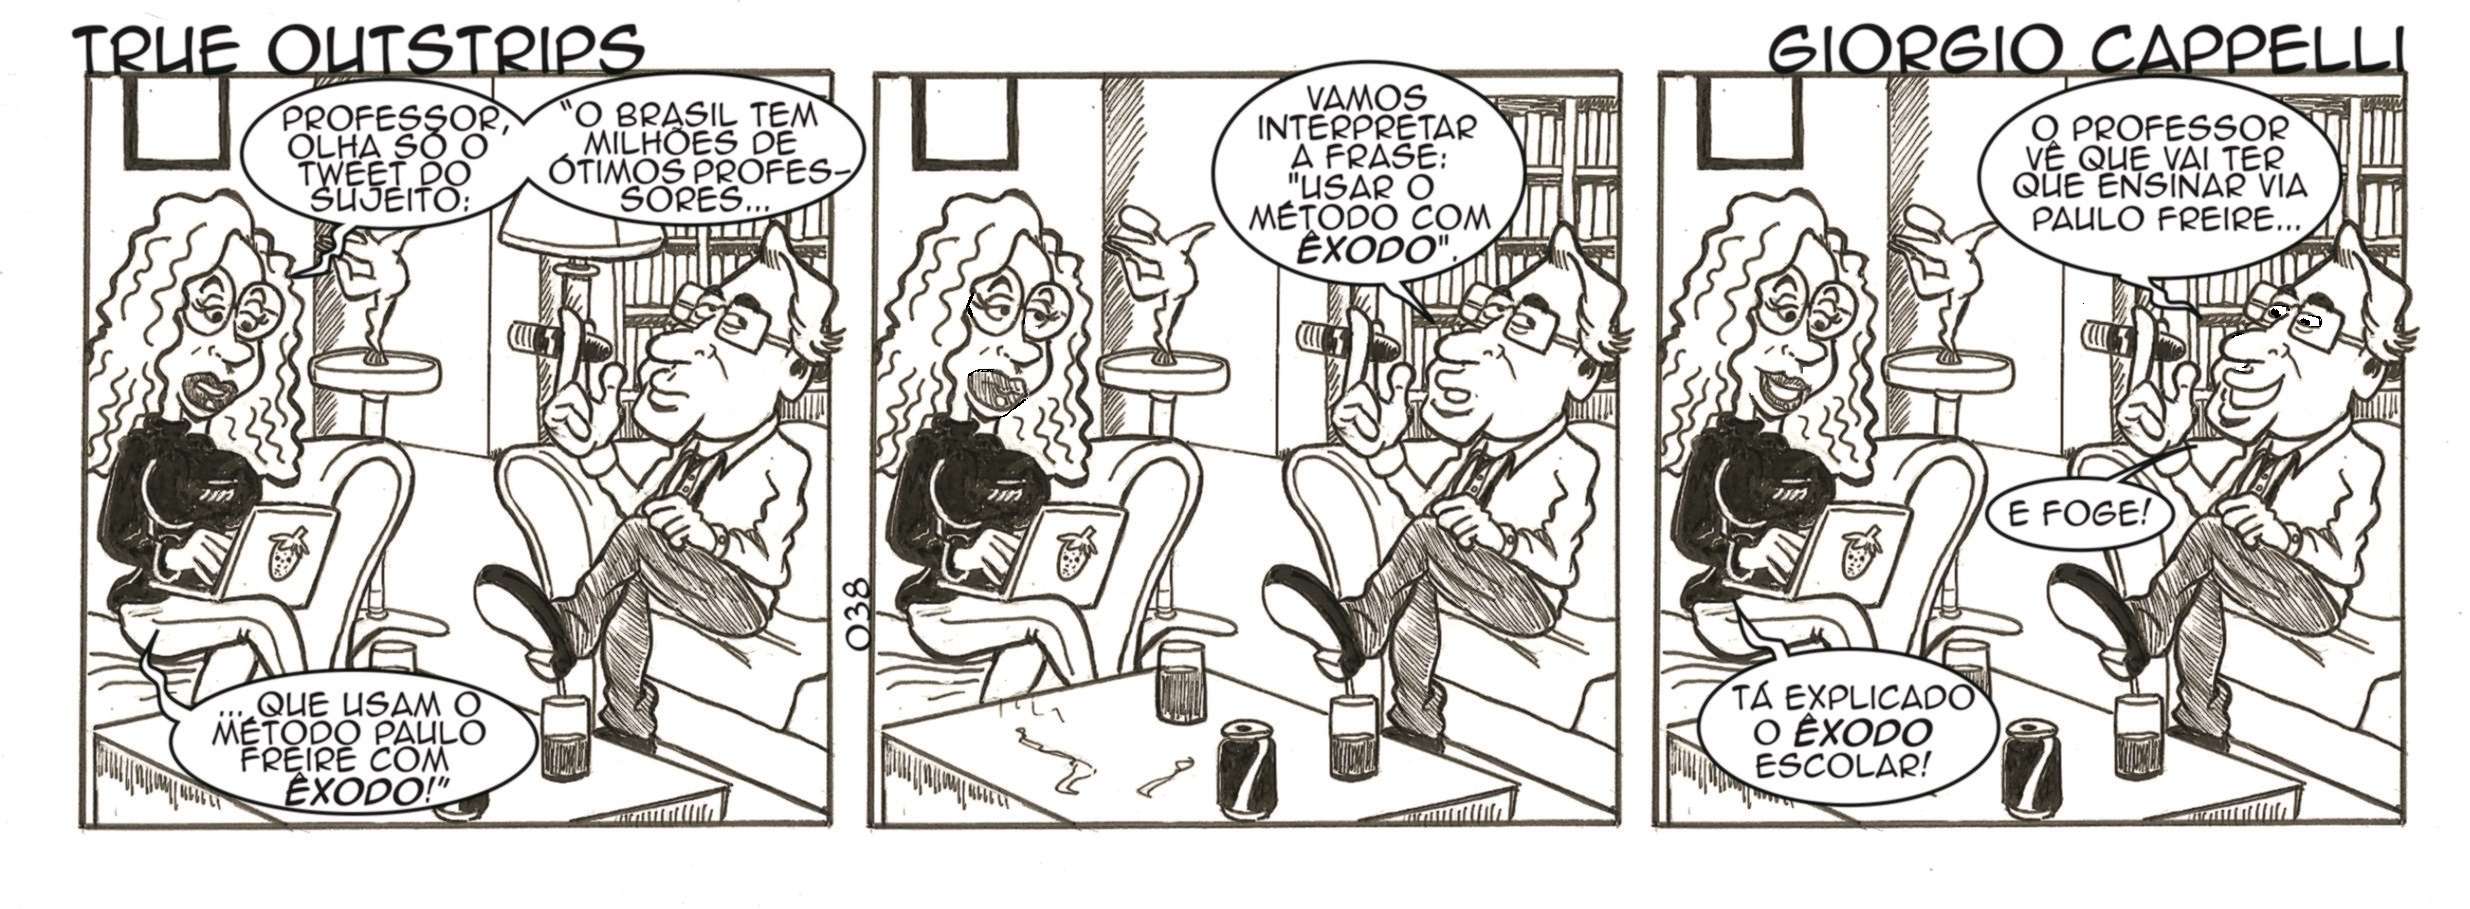 TRUE OUTSTRIPS
GIORGIO CAPPELLI
PROFESSOR,
OLHA SÓ O
TWEET DO
SUJEITO:
"O BRASIL TEM
MILHÕES DE
ÓTIMOS PROFES-
SORES...
... QUE USAM O
MÉTODO PAULO
FREIRE COM
ÊXODO!"
038
VAMOS
INTERPRETAR
A FRASE:
"USAR O
MÉTODO COM
ÊXODO".
O PROFESSOR
VÊ QUE VAI TER
QUE ENSINAR VIA
PAULO FREIRE...
E FOGE!
TÁ EXPLICADO
O ÊXODO
ESCOLAR!